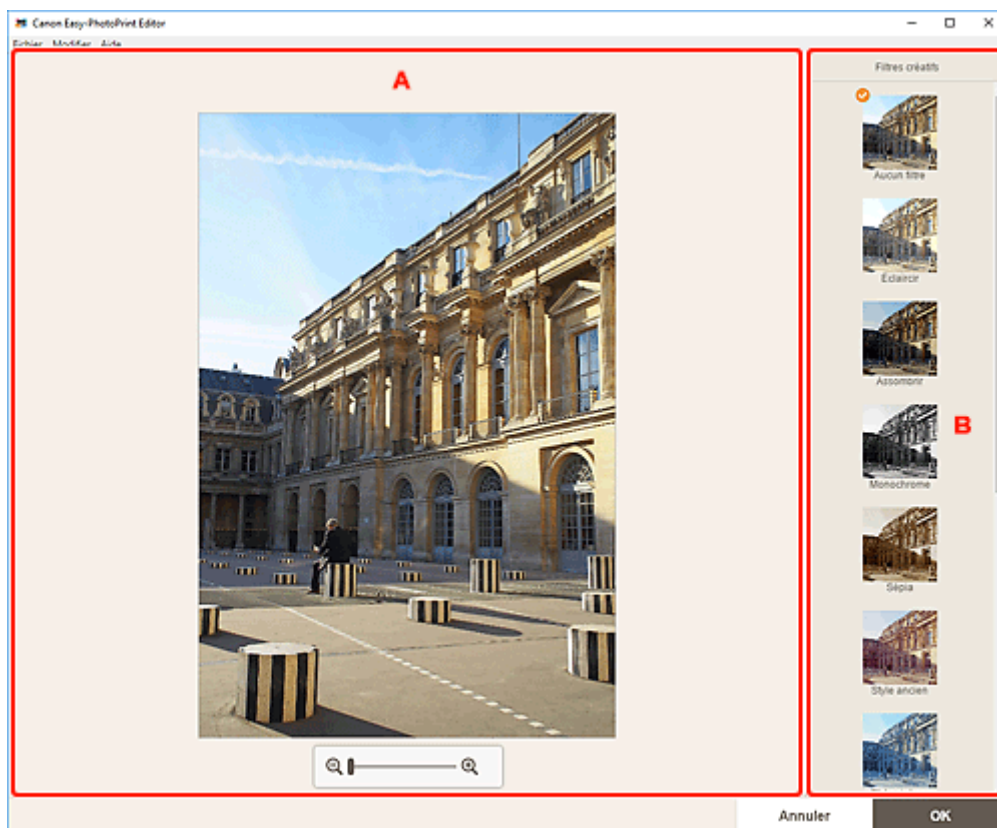 Canon Easy-PhotoPrint Editor
Fichier Modifier Aide
A
Filtres créatifs
Aucun filtre
Éclaircir
Assombrir
Monochrome
B
Sépia
Style ancien
Annuler
OK